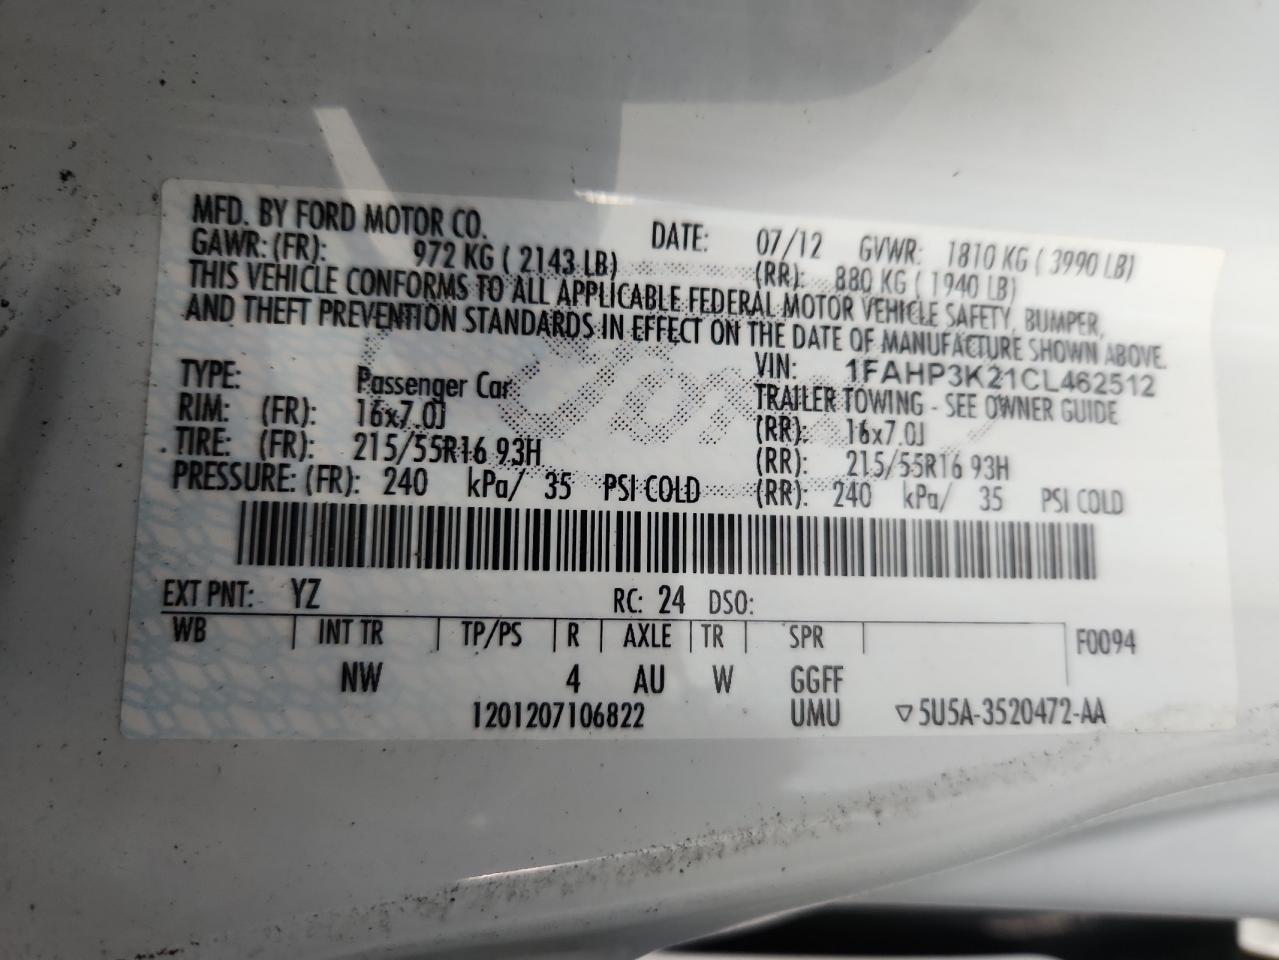 MFD. BY FORD MOTOR CO. DATE: 07/12 GVWR: 1810 KG ( 3990 LB)
GAWR: (FR): 972 KG ( 2143 LB) (RR): 880 KG ( 1940 LB)
THIS VEHICLE CONFORMS TO ALL APPLICABLE FEDERAL MOTOR VEHICLE SAFETY, BUMPER,
AND THEFT PREVENTION STANDARDS IN EFFECT ON THE DATE OF MANUFACTURE SHOWN ABOVE.
VIN: 1FAHP3K21CL462512
TYPE: Passenger Car TRAILER TOWING - SEE OWNER GUIDE
RIM: (FR): 16x7.0J (RR): 16x7.0J
TIRE: (FR): 215/55R16 93H (RR): 215/55R16 93H
PRESSURE: (FR): 240 kPa/ 35 PSI COLD (RR): 240 kPa/ 35 PSI COLD
EXT PNT: YZ RC: 24 DSO:
WB INT TR TP/PS R AXLE TR SPR F0094
NW 4 AU W GGFF
1201207106822 UMU ▽5U5A-3520472-AA